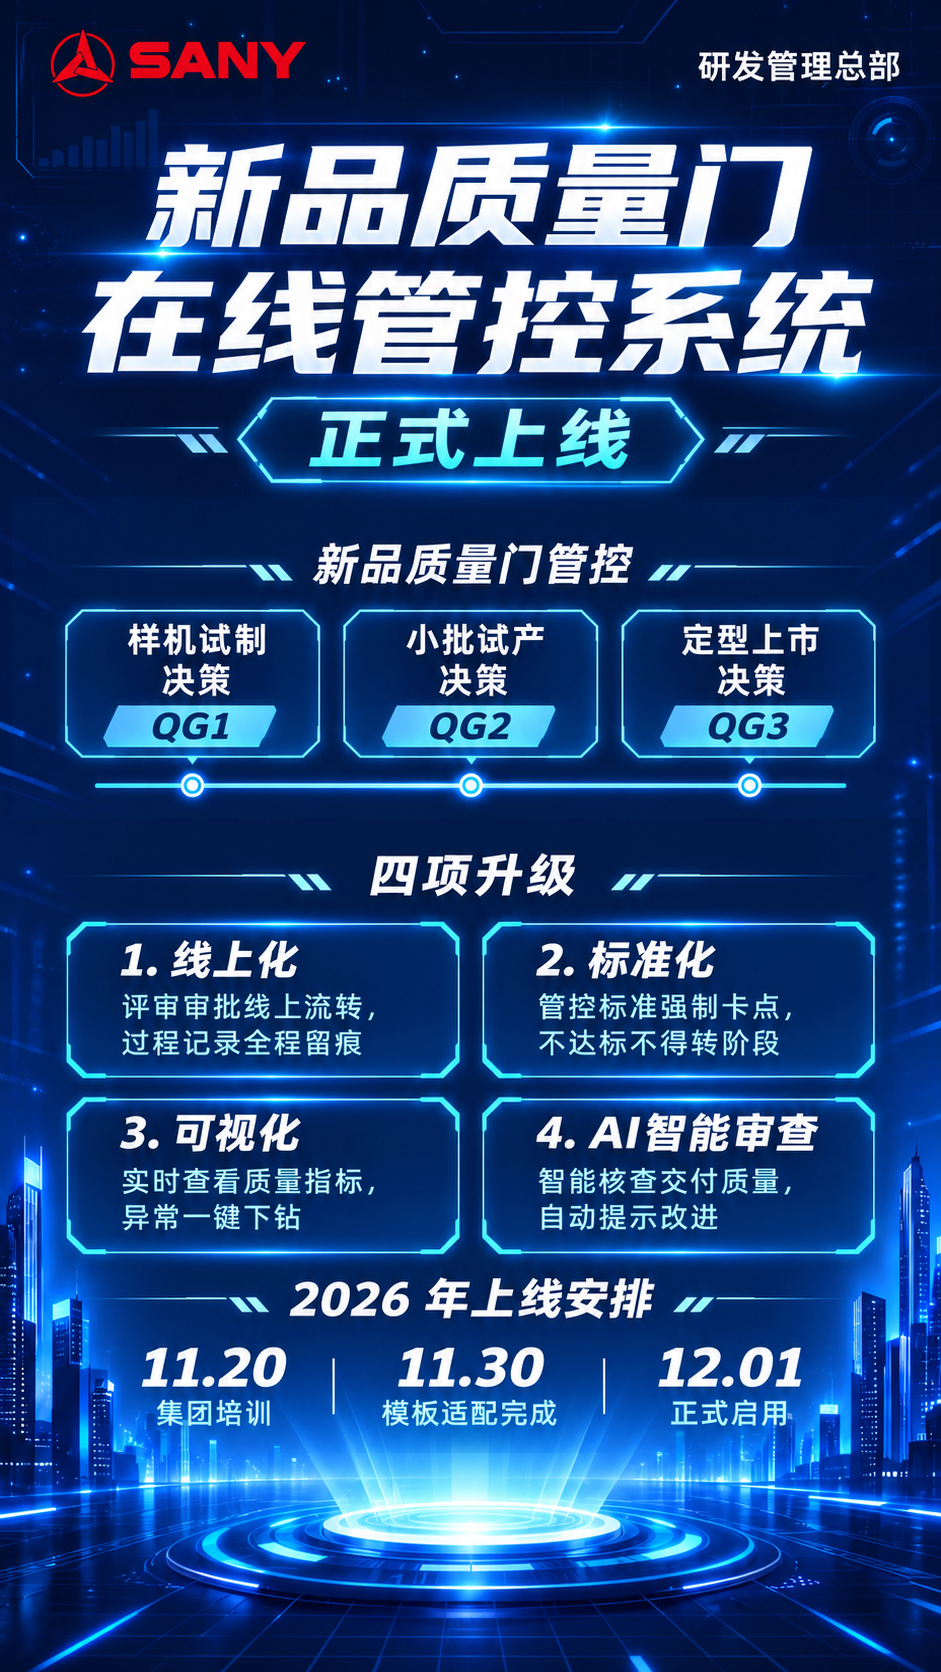 SANY
研发管理总部
新品质量门
在线管控系统
正式上线
新品质量门管控
样机试制
决策
QG1
小批试产
决策
QG2
定型上市
决策
QG3
四项升级
1. 线上化
评审审批线上流转，
过程记录全程留痕
2. 标准化
管控标准强制卡点，
不达标不得转阶段
3. 可视化
实时查看质量指标，
异常一键下钻
4. AI智能审查
智能核查交付质量，
自动提示改进
2026 年上线安排
11.20
集团培训
11.30
模板适配完成
12.01
正式启用